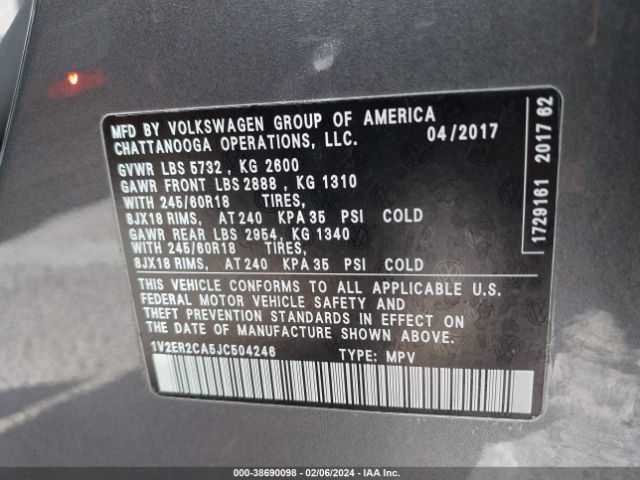 MFD BY VOLKSWAGEN GROUP OF AMERICA
CHATTANOOGA OPERATIONS, LLC. 04/2017
GVWR LBS 5732 , KG 2600
GAWR FRONT LBS 2888 , KG 1310
WITH 245/60R18 TIRES,
8JX18 RIMS, AT 240 KPA 35 PSI COLD
GAWR REAR LBS 2954, KG 1340
WITH 245/60R18 TIRES,
8JX18 RIMS, AT 240 KPA 35 PSI COLD
THIS VEHICLE CONFORMS TO ALL APPLICABLE U.S.
FEDERAL MOTOR VEHICLE SAFETY AND
THEFT PREVENTION STANDARDS IN EFFECT ON
THE DATE OF MANUFACTURE SHOWN ABOVE.
1V2ER2CA5JC504246 TYPE: MPV
1729161 2017 62
000-38690098 - 02/06/2024 - IAA Inc.